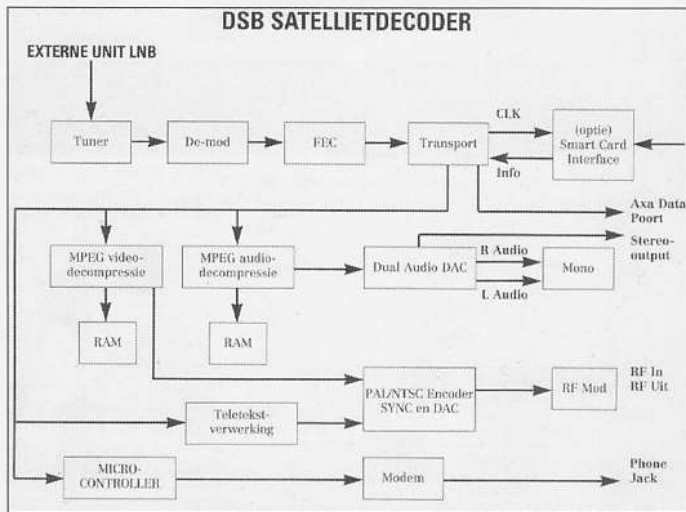 DSB SATELLIETDECODER
EXTERNE UNIT LNB
Tuner
De-mod
FEC
Transport
CLK
Info
(optie)
Smart Card
Interface
Axa Data
Poort
MPEG video-
decompressie
MPEG audio-
decompressie
Dual Audio DAC
R Audio
L Audio
Mono
Stereo-
output
RAM
RAM
PAL/NTSC Encoder
SYNC en DAC
RF Mod
RF In
RF Uit
Teletekst-
verwerking
MICRO-
CONTROLLER
Modem
Phone
Jack